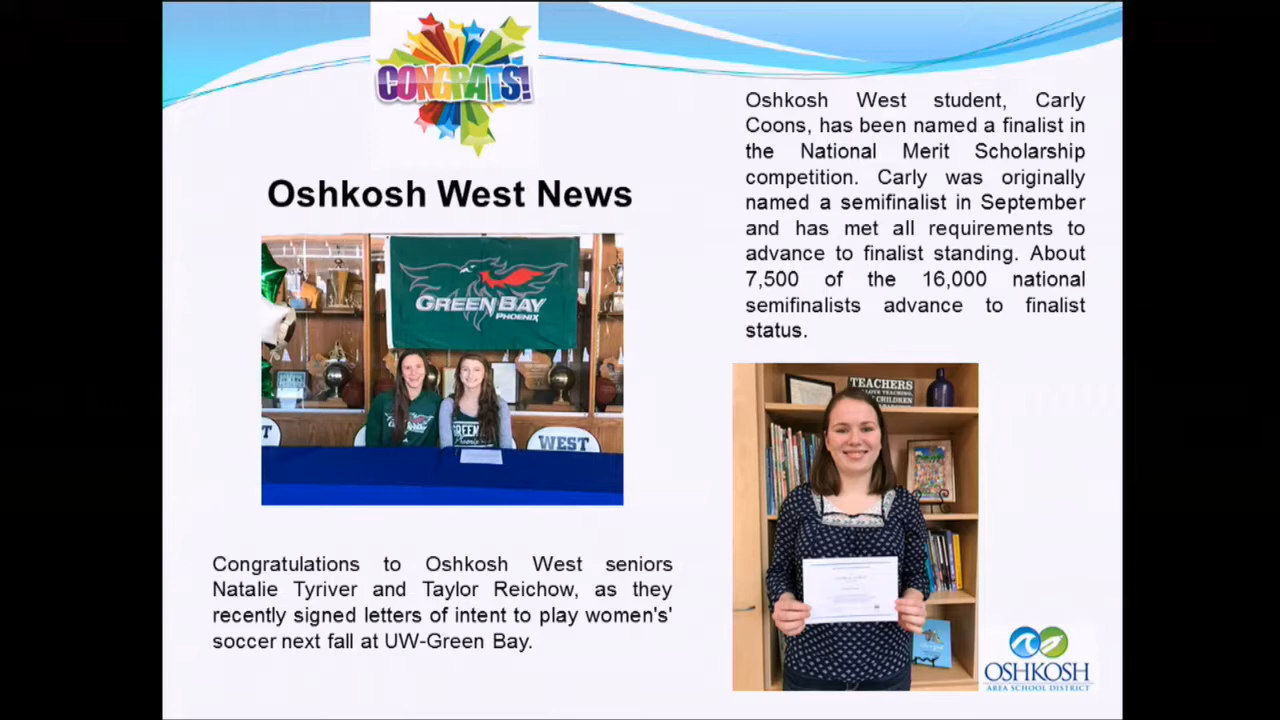 CONGRATS!
Oshkosh West News
GREEN BAY
PHOENIX
GREEN
WEST
Congratulations to Oshkosh West seniors
Natalie Tyriver and Taylor Reichow, as they
recently signed letters of intent to play women's'
soccer next fall at UW-Green Bay.
Oshkosh West student, Carly
Coons, has been named a finalist in
the National Merit Scholarship
competition. Carly was originally
named a semifinalist in September
and has met all requirements to
advance to finalist standing. About
7,500 of the 16,000 national
semifinalists advance to finalist
status.
TEACHERS
LOVE TEACHING,
CHILDREN
OSHKOSH
AREA SCHOOL DISTRICT